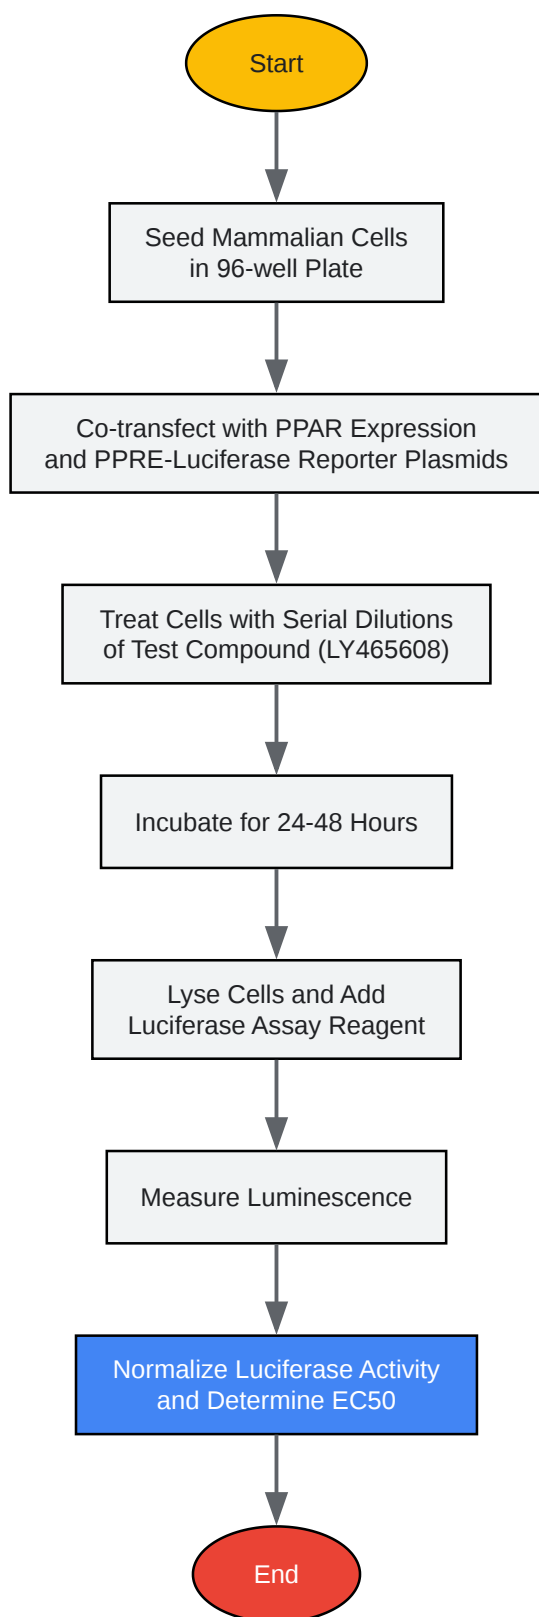 Start
Seed Mammalian Cells
in 96-well Plate
Co-transfect with PPAR Expression
and PPRE-Luciferase Reporter Plasmids
Treat Cells with Serial Dilutions
of Test Compound (LY465608)
Incubate for 24-48 Hours
Lyse Cells and Add
Luciferase Assay Reagent
Measure Luminescence
Normalize Luciferase Activity
and Determine EC50
End